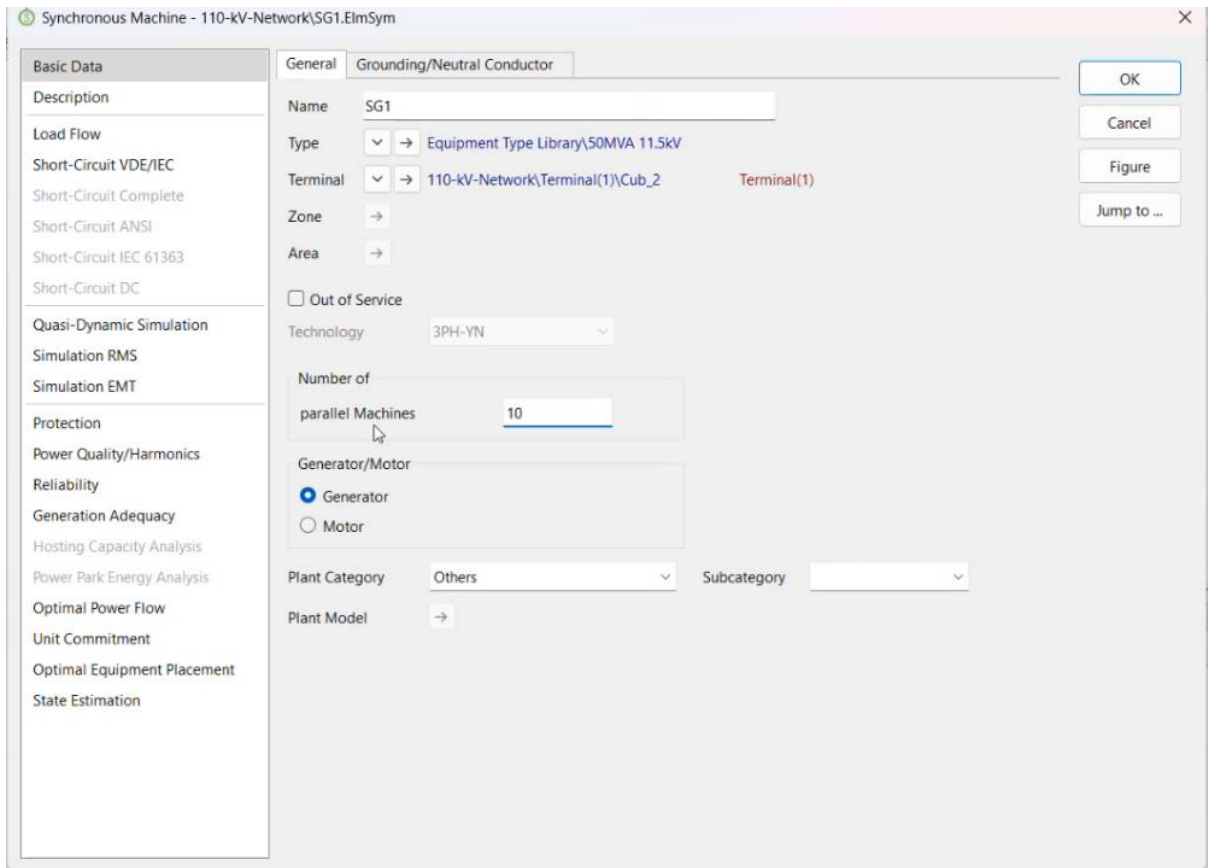 Synchronous Machine - 110-kV-Network\SG1.ElmSym
Basic Data
Description
Load Flow
Short-Circuit VDE/IEC
Short-Circuit Complete
Short-Circuit ANSI
Short-Circuit IEC 61363
Short-Circuit DC
Quasi-Dynamic Simulation
Simulation RMS
Simulation EMT
Protection
Power Quality/Harmonics
Reliability
Generation Adequacy
Hosting Capacity Analysis
Power Park Energy Analysis
Optimal Power Flow
Unit Commitment
Optimal Equipment Placement
State Estimation
General Grounding/Neutral Conductor
Name SG1
Type Equipment Type Library\50MVA 11.5kV
Terminal 110-kV-Network\Terminal(1)\Cub_2 Terminal(1)
Zone
Area
Out of Service
Technology 3PH-YN
Number of
parallel Machines 10
Generator/Motor
Generator
Motor
Plant Category Others Subcategory
Plant Model
OK
Cancel
Figure
Jump to ...